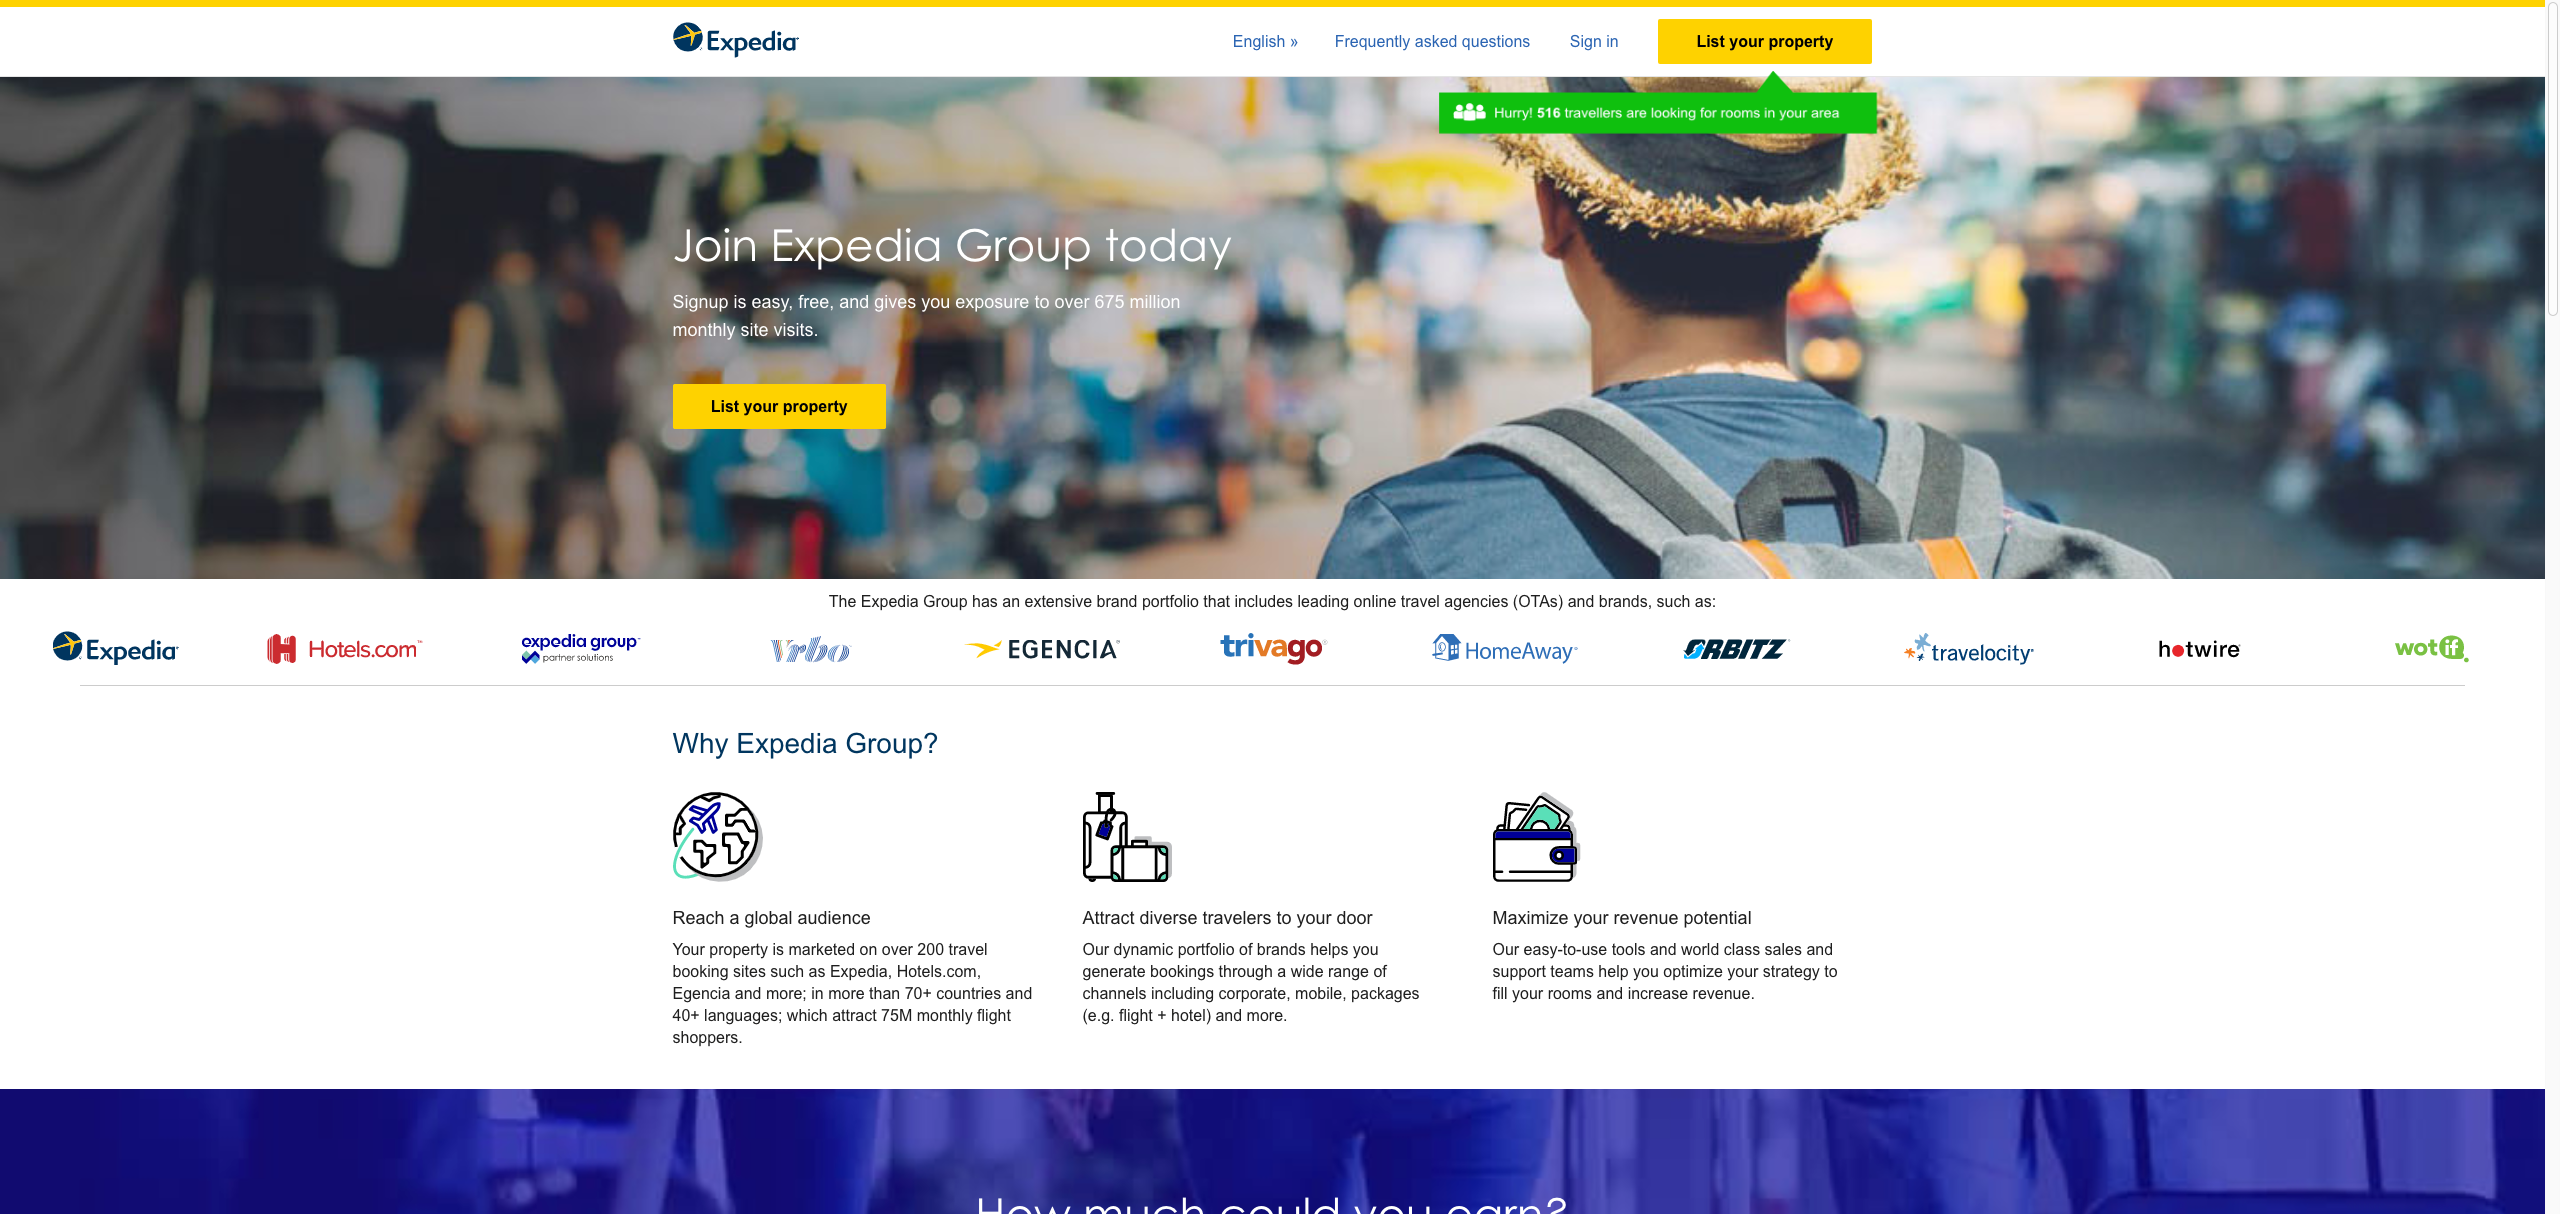 Expedia
English »
Frequently asked questions
Sign in
List your property
Hurry! 516 travellers are looking for rooms in your area
Join Expedia Group today
Signup is easy, free, and gives you exposure to over 675 million
monthly site visits.
List your property
The Expedia Group has an extensive brand portfolio that includes leading online travel agencies (OTAs) and brands, such as:
Expedia
Hotels.com
expedia group
partner solutions
Vrbo
EGENCIA
trivago
HomeAway
ORBITZ
travelocity
hotwire
wotif.
Why Expedia Group?
Reach a global audience
Your property is marketed on over 200 travel
booking sites such as Expedia, Hotels.com,
Egencia and more; in more than 70+ countries and
40+ languages; which attract 75M monthly flight
shoppers.
Attract diverse travelers to your door
Our dynamic portfolio of brands helps you
generate bookings through a wide range of
channels including corporate, mobile, packages
(e.g. flight + hotel) and more.
Maximize your revenue potential
Our easy-to-use tools and world class sales and
support teams help you optimize your strategy to
fill your rooms and increase revenue.
How much could you earn?